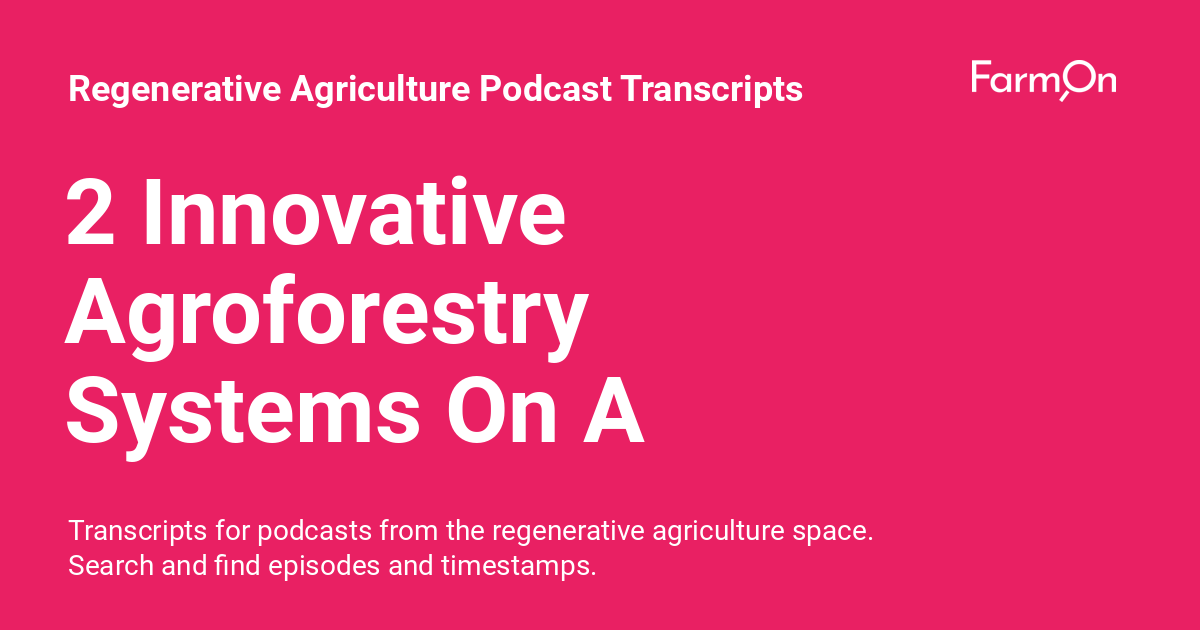 Regenerative Agriculture Podcast Transcripts
FarmOn
2 Innovative
Agroforestry
Systems On A
Transcripts for podcasts from the regenerative agriculture space.
Search and find episodes and timestamps.